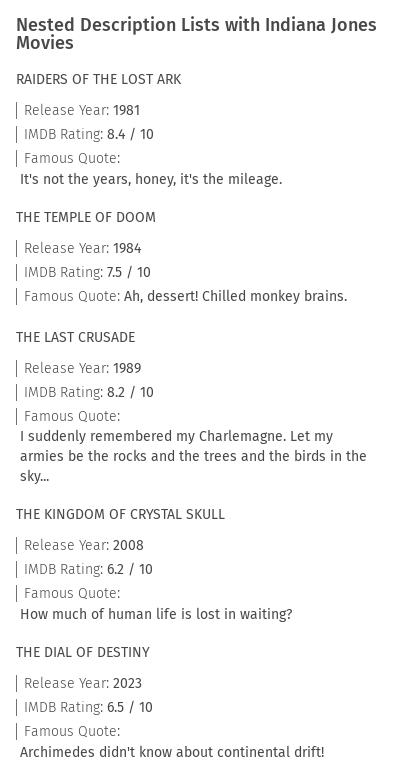 Nested Description Lists with Indiana Jones
Movies
RAIDERS OF THE LOST ARK
Release Year: 1981
IMDB Rating: 8.4 / 10
Famous Quote:
It's not the years, honey, it's the mileage.
THE TEMPLE OF DOOM
Release Year: 1984
IMDB Rating: 7.5 / 10
Famous Quote: Ah, dessert! Chilled monkey brains.
THE LAST CRUSADE
Release Year: 1989
IMDB Rating: 8.2 / 10
Famous Quote:
I suddenly remembered my Charlemagne. Let my
armies be the rocks and the trees and the birds in the
sky...
THE KINGDOM OF CRYSTAL SKULL
Release Year: 2008
IMDB Rating: 6.2 / 10
Famous Quote:
How much of human life is lost in waiting?
THE DIAL OF DESTINY
Release Year: 2023
IMDB Rating: 6.5 / 10
Famous Quote:
Archimedes didn't know about continental drift!